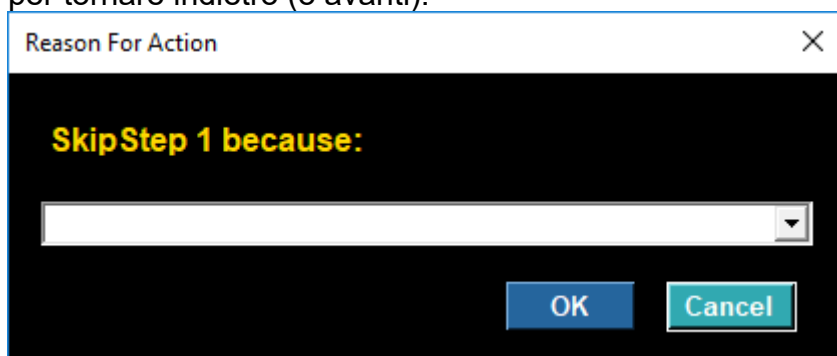 per tornare indietro (o avanti).
Reason For Action
SkipStep 1 because:
OK
Cancel